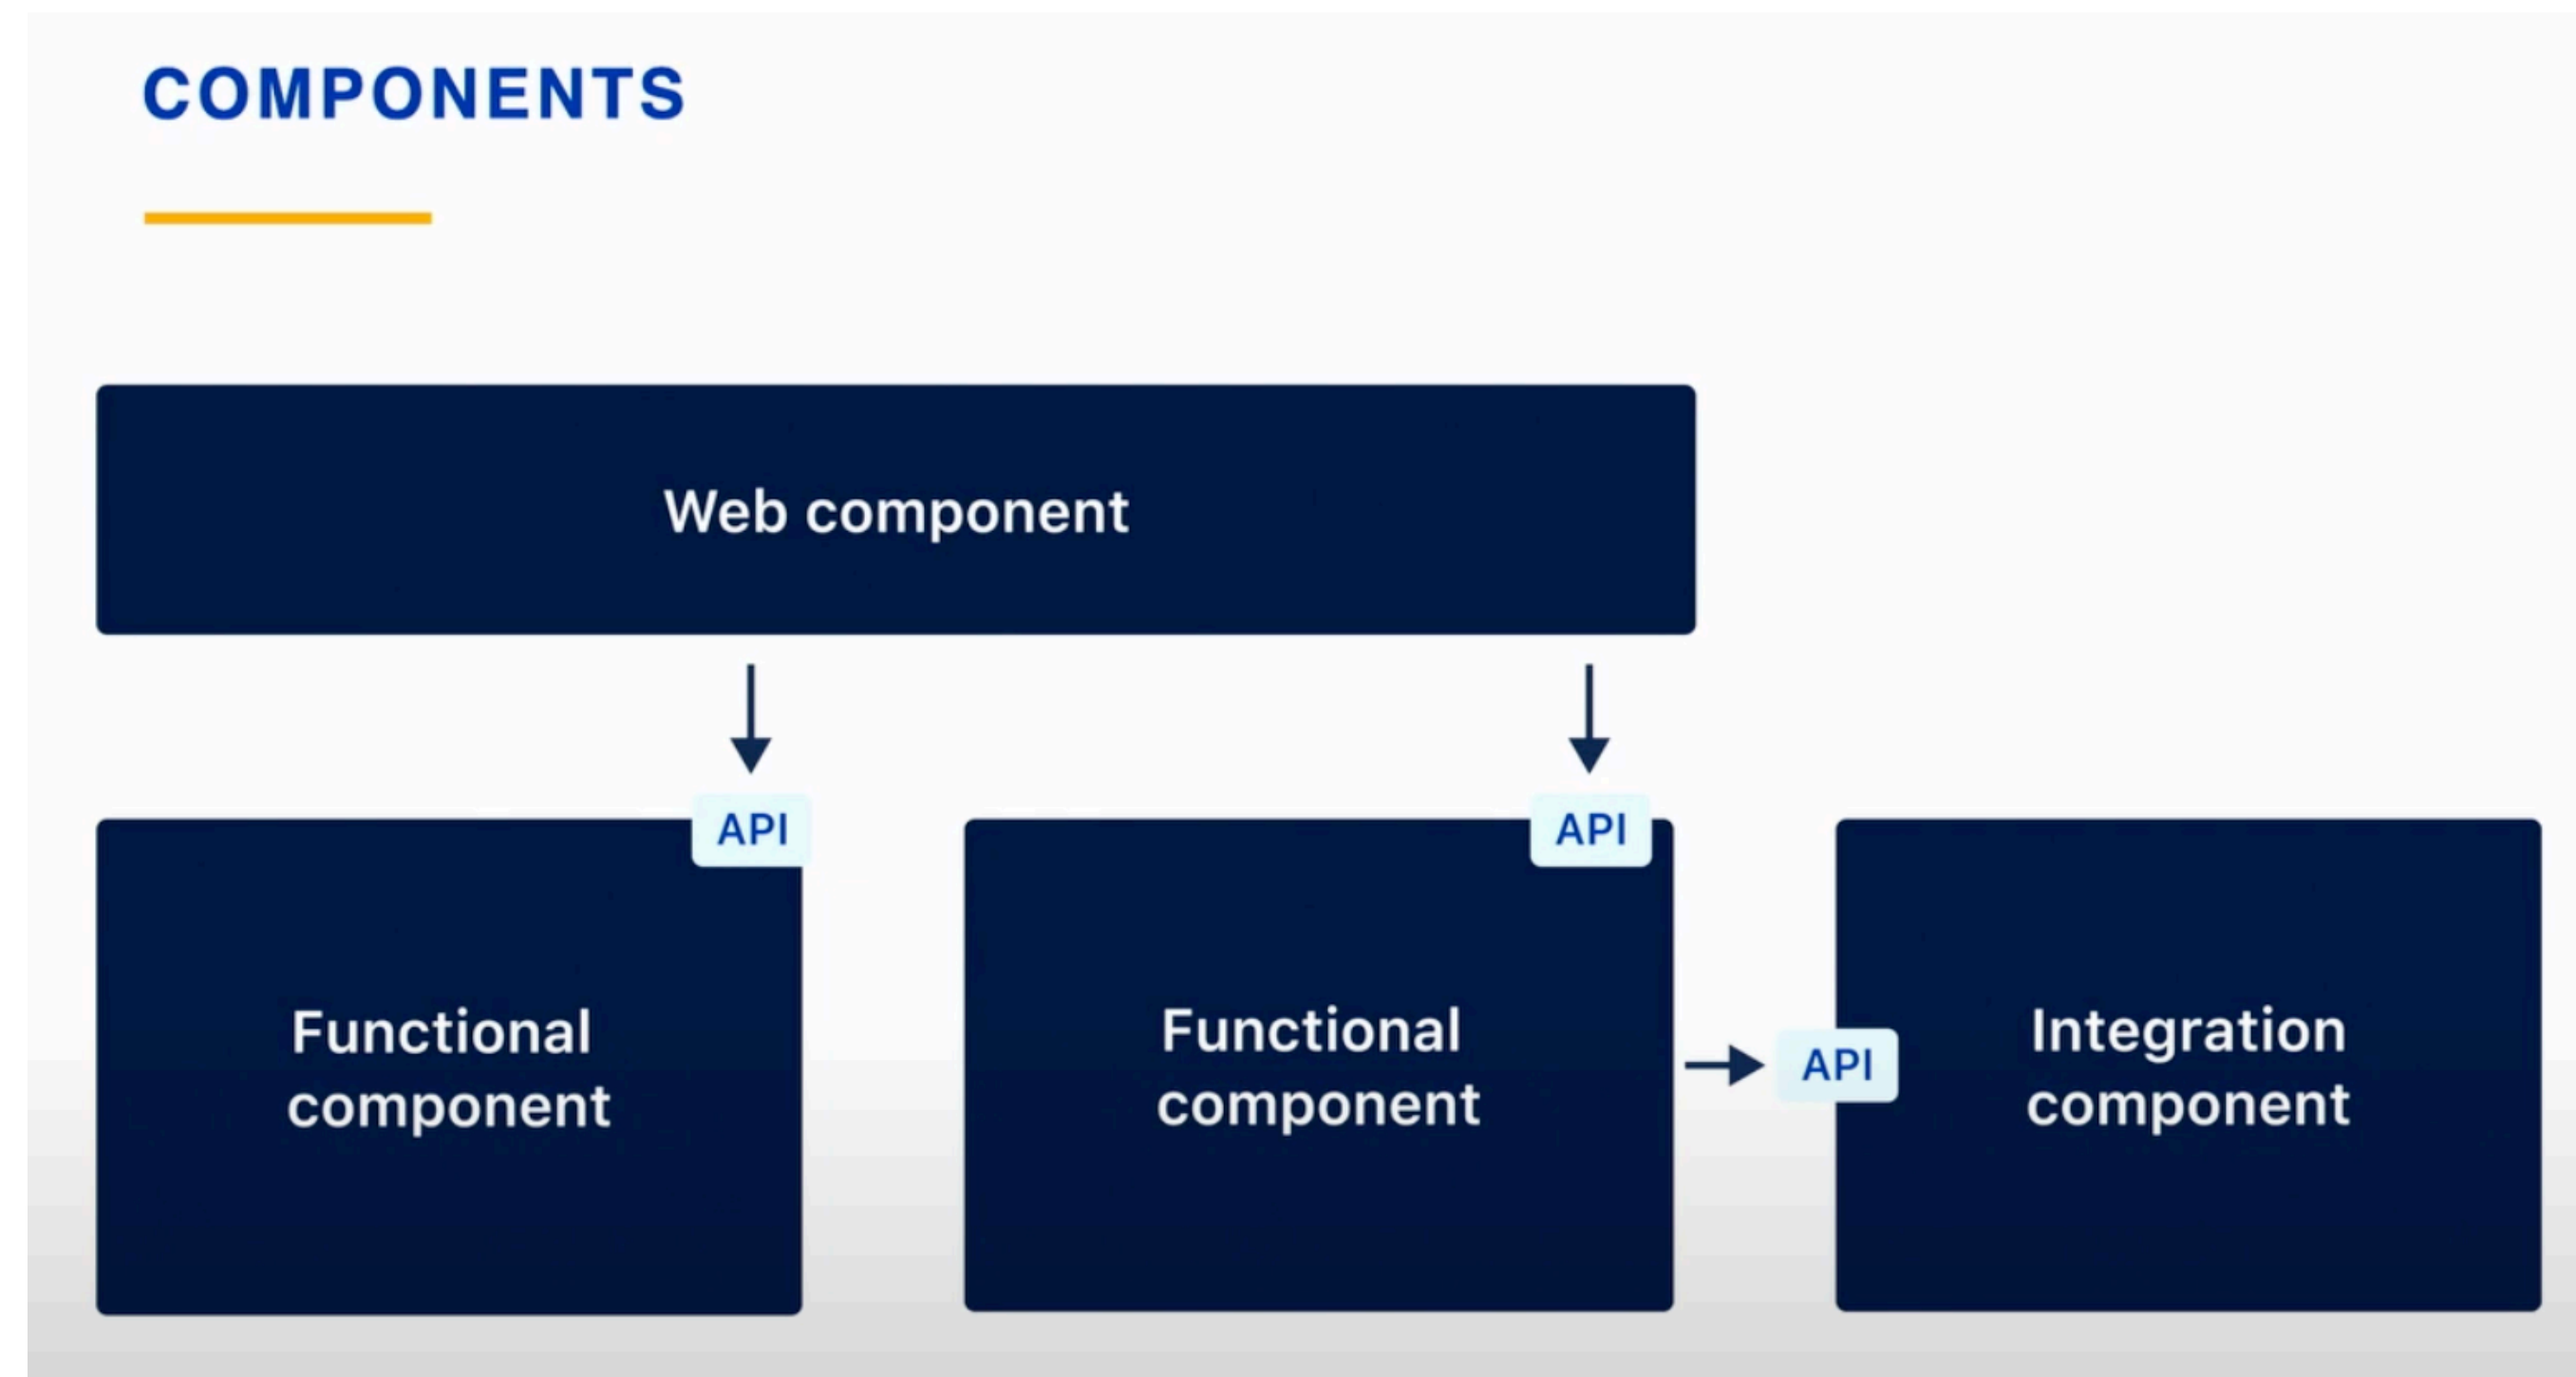 COMPONENTS
Web component
API
API
Functional
component
Functional
component
API
Integration
component